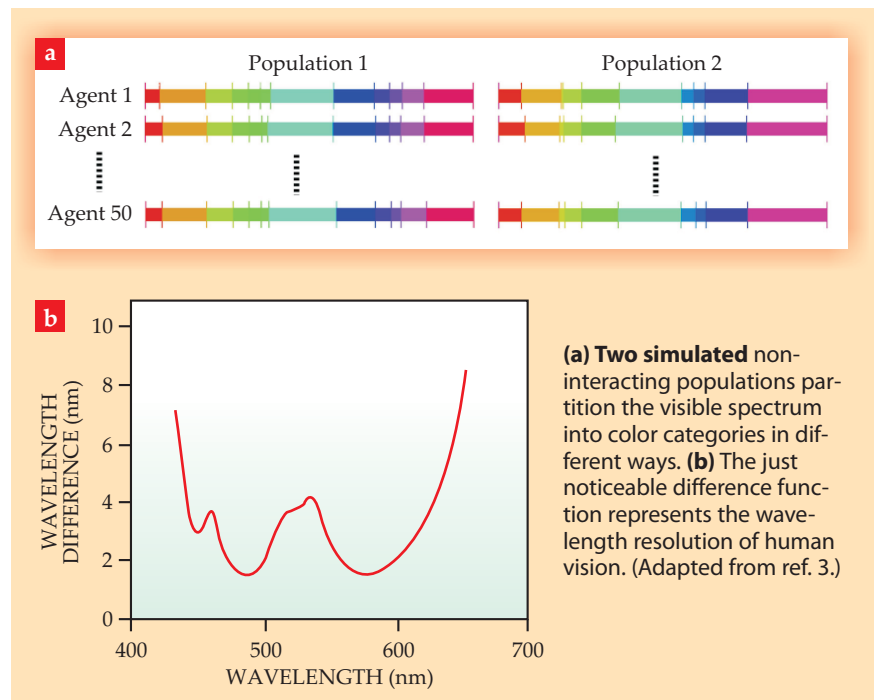 a
Population 1
Population 2
Agent 1
Agent 2
Agent 50
b
10
8
6
4
2
0
WAVELENGTH
DIFFERENCE (nm)
400
500
600
700
WAVELENGTH (nm)
(a) Two simulated non-
interacting populations par-
tition the visible spectrum
into color categories in dif-
ferent ways. (b) The just
noticeable difference func-
tion represents the wave-
length resolution of human
vision. (Adapted from ref. 3.)